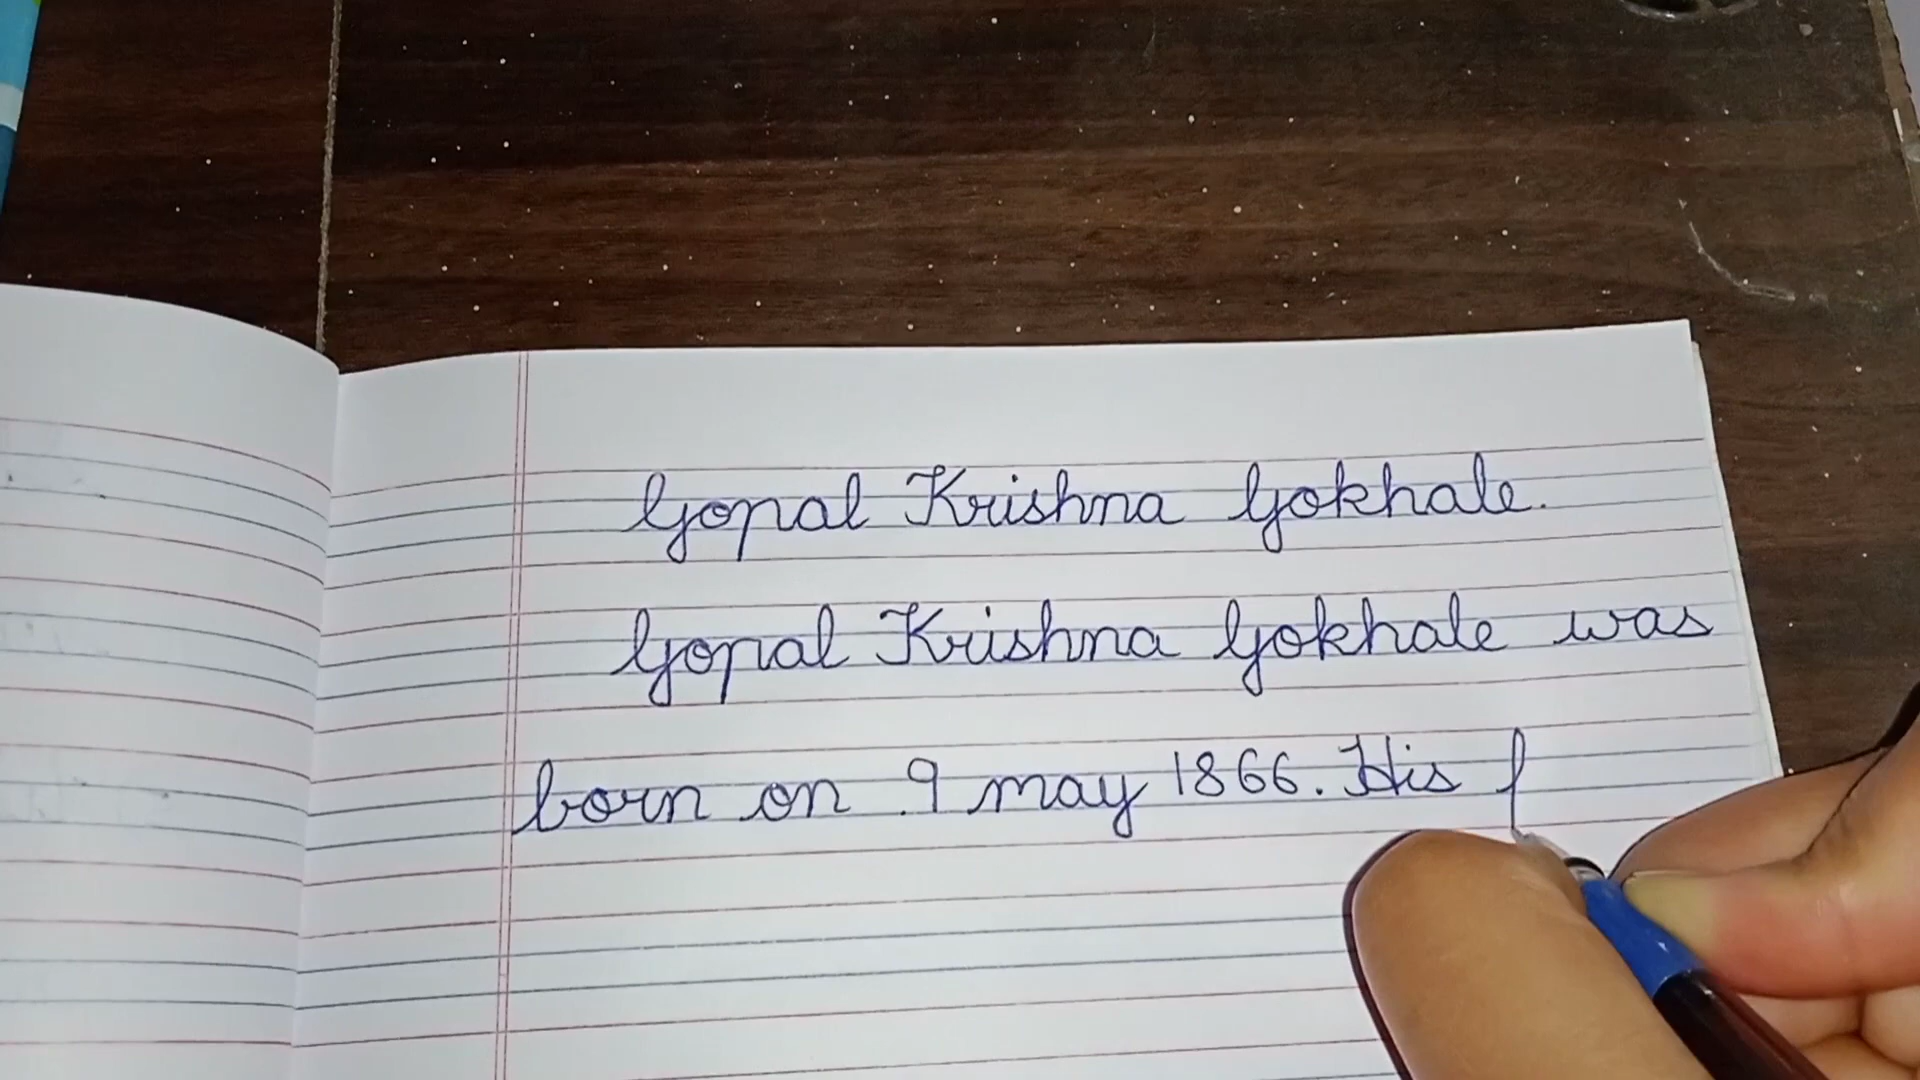 Gopal Krishna Gokhale.
Gopal Krishna Gokhale was
born on 9 may 1866. His f